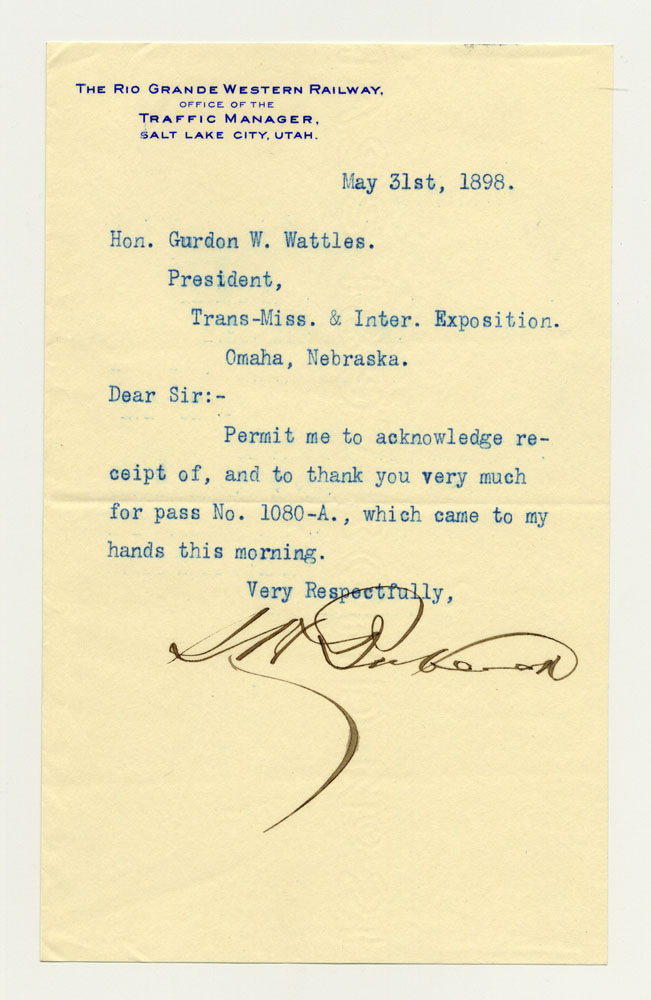 THE RIO GRANDE WESTERN RAILWAY,
OFFICE OF THE
TRAFFIC MANAGER,
SALT LAKE CITY, UTAH.
May 31st, 1898.
Hon. Gurdon W. Wattles.
President,
Trans-Miss. & Inter. Exposition.
Omaha, Nebraska.
Dear Sir:-
Permit me to acknowledge re-
ceipt of, and to thank you very much
for pass No. 1080-A., which came to my
hands this morning.
Very Respectfully,